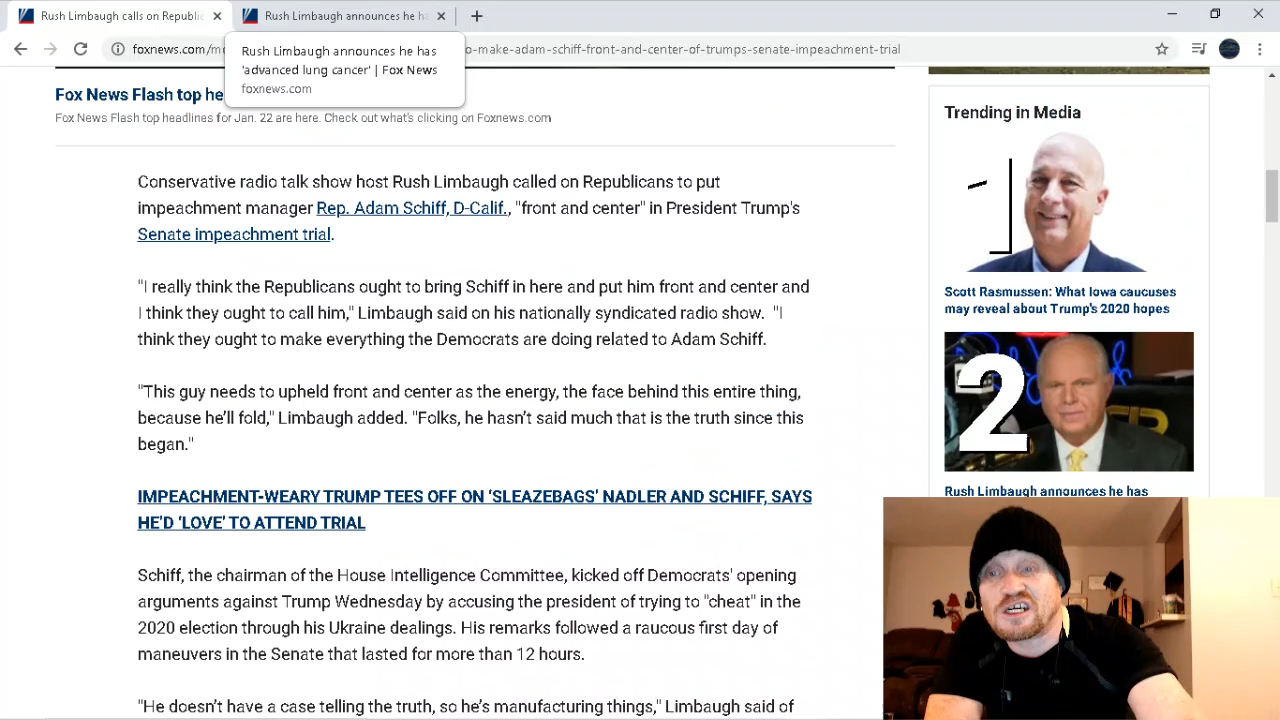 Rush Limbaugh calls on Republic
Rush Limbaugh announces he ha
foxnews.com/m
o-make-adam-schiff-front-and-center-of-trumps-senate-impeachment-trial
Rush Limbaugh announces he has
'advanced lung cancer' | Fox News
foxnews.com
Fox News Flash top he
Fox News Flash top headlines for Jan. 22 are here. Check out what's clicking on Foxnews.com
Conservative radio talk show host Rush Limbaugh called on Republicans to put
impeachment manager Rep. Adam Schiff, D-Calif., "front and center" in President Trump's
Senate impeachment trial.
"I really think the Republicans ought to bring Schiff in here and put him front and center and
I think they ought to call him," Limbaugh said on his nationally syndicated radio show. "I
think they ought to make everything the Democrats are doing related to Adam Schiff.
"This guy needs to upheld front and center as the energy, the face behind this entire thing,
because he'll fold," Limbaugh added. "Folks, he hasn't said much that is the truth since this
began."
IMPEACHMENT-WEARY TRUMP TEES OFF ON 'SLEAZEBAGS' NADLER AND SCHIFF, SAYS
HE'D 'LOVE' TO ATTEND TRIAL
Schiff, the chairman of the House Intelligence Committee, kicked off Democrats' opening
arguments against Trump Wednesday by accusing the president of trying to "cheat" in the
2020 election through his Ukraine dealings. His remarks followed a raucous first day of
maneuvers in the Senate that lasted for more than 12 hours.
"He doesn't have a case telling the truth, so he's manufacturing things," Limbaugh said of
Trending in Media
1
Scott Rasmussen: What Iowa caucuses
may reveal about Trump's 2020 hopes
2
Rush Limbaugh announces he has